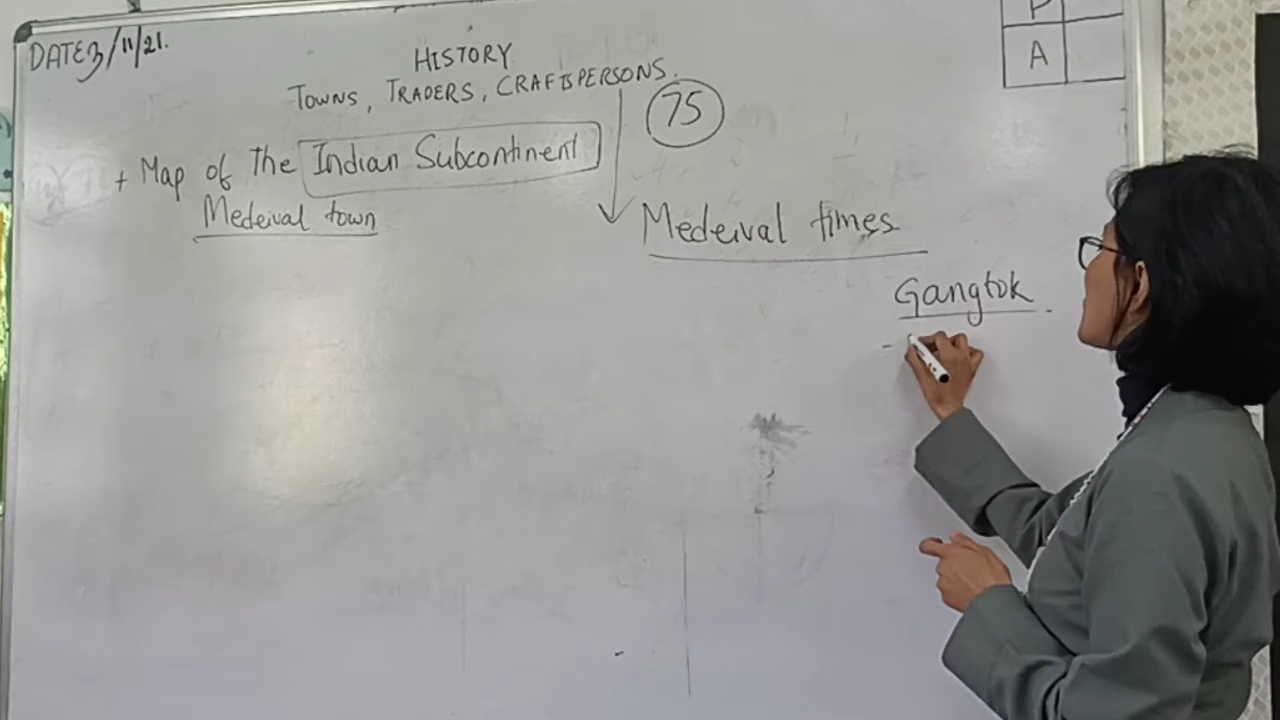 DATE 3/11/21.
HISTORY
TOWNS, TRADERS, CRAFTSPERSONS.
75
+ Map of the Indian Subcontinent
Medeival town
Medeival times
Gangtok
-
P
A